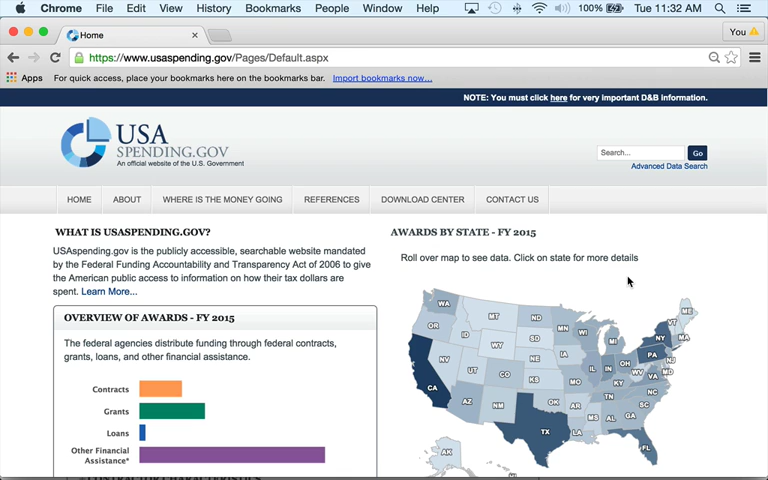 Chrome File Edit View History Bookmarks People Window Help 100% Tue 11:32 AM
Home
You
https://www.usaspending.gov/Pages/Default.aspx
Apps For quick access, place your bookmarks here on the bookmarks bar. Import bookmarks now...
NOTE: You must click here for very important D&B information.
USA
SPENDING.GOV
An official website of the U.S. Government
Search...
Go
Advanced Data Search
HOME ABOUT WHERE IS THE MONEY GOING REFERENCES DOWNLOAD CENTER CONTACT US
WHAT IS USASPENDING.GOV?
USAspending.gov is the publicly accessible, searchable website mandated
by the Federal Funding Accountability and Transparency Act of 2006 to give
the American public access to information on how their tax dollars are
spent. Learn More...
OVERVIEW OF AWARDS - FY 2015
The federal agencies distribute funding through federal contracts,
grants, loans, and other financial assistance.
Contracts
Grants
Loans
Other Financial
Assistance*
AWARDS BY STATE - FY 2015
Roll over map to see data. Click on state for more details
WA MT ND MN ME
OR ID WY SD WI MI NY VT MA
NV UT CO NE IA IL IN OH PA NJ
CA KS MO KY WV VA MD
AZ NM OK AR TN NC
TX LA MS AL GA SC
AK FL